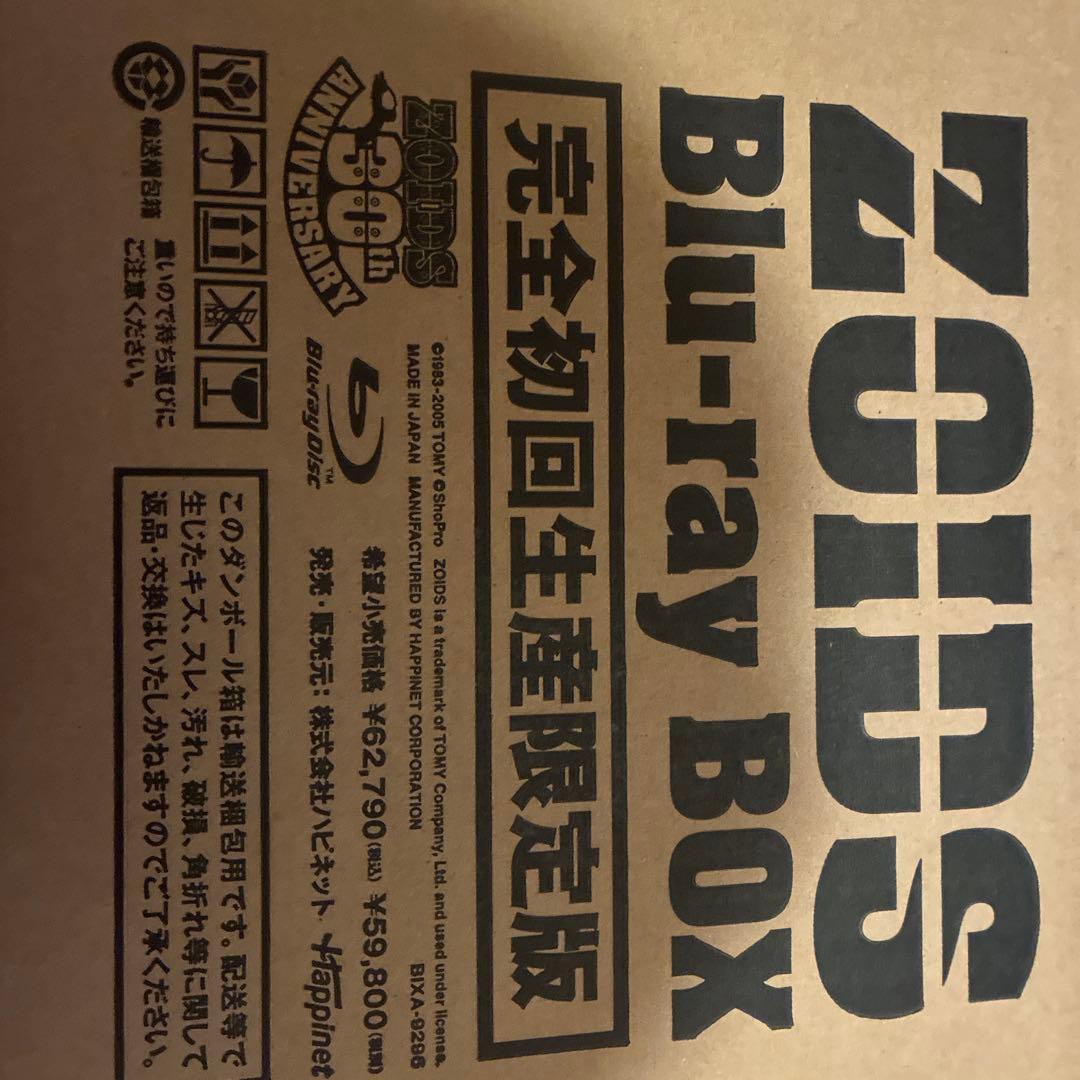 ZOIDS
Blu-ray Box
完全初回生産限定版
ZOIDS
30th
ANNIVERSARY
©1983-2005 TOMY ©ShoPro ZOIDS is a trademark of TOMY Company, Ltd. and used under license.
MADE IN JAPAN MANUFACTURED BY HAPPINET CORPORATION BIXA-9296
Blu-ray Disc™
希望小売価格 ¥62,790(税込) ¥59,800(税別)
発売・販売元: 株式会社ハピネット Happinet
輸送梱包箱
重いので持ち運びに
ご注意ください。
このダンボール箱は輸送梱包用です。配送等で
生じたキズ、スレ、汚れ、破損、角折れ等に関して
返品・交換はいたしかねますのでご了承ください。